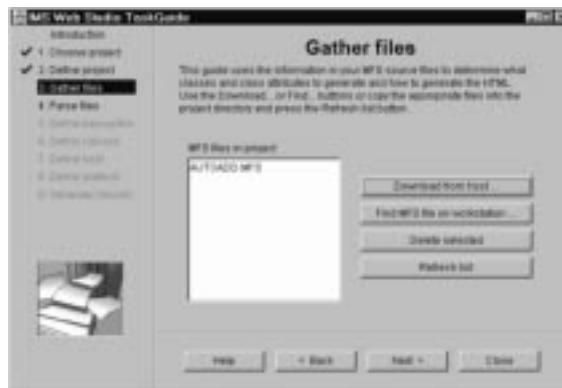 IMS Web Studio TaskGuide
Introduction
1 Choose project
2 Define project
3 Gather files
4 Parse files
Gather files
This guide uses the information in your MFS source files to determine what
classes and class attributes to generate and how to generate the HTML.
Use the Download... or Find... buttons or copy the appropriate files into the
project directory and press the Refresh list button.
MFS files in project
AUTOADD.MFS
Download from host...
Find MFS file on workstation...
Delete selected
Refresh list
Help
< Back
Next >
Close